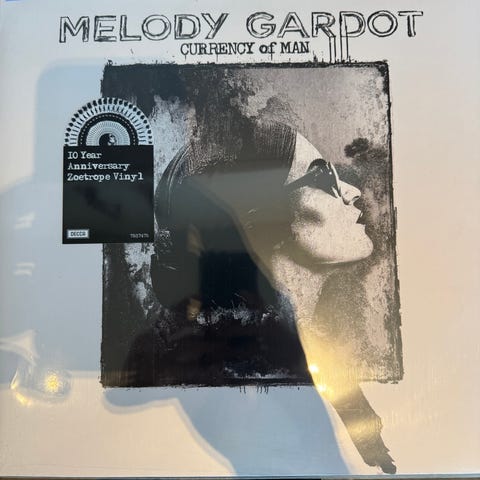 MELODY GARDOT
CURRENCY of MAN
10 Year
Anniversary
Zoetrope Vinyl
DECCA